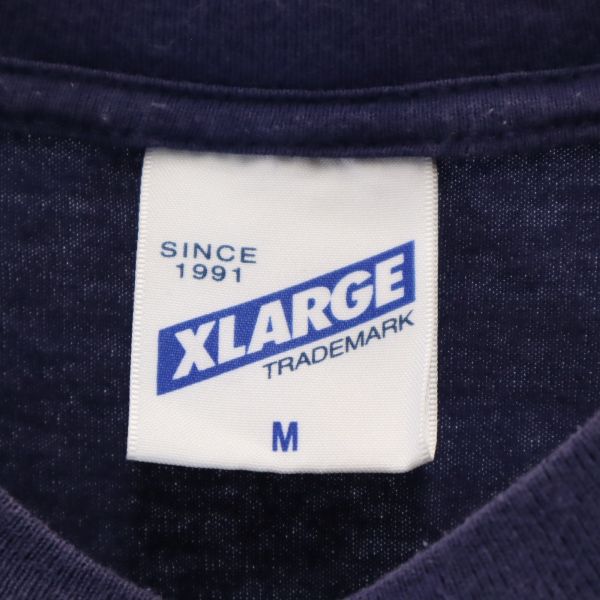 SINCE
1991
XLARGE
TRADEMARK
M